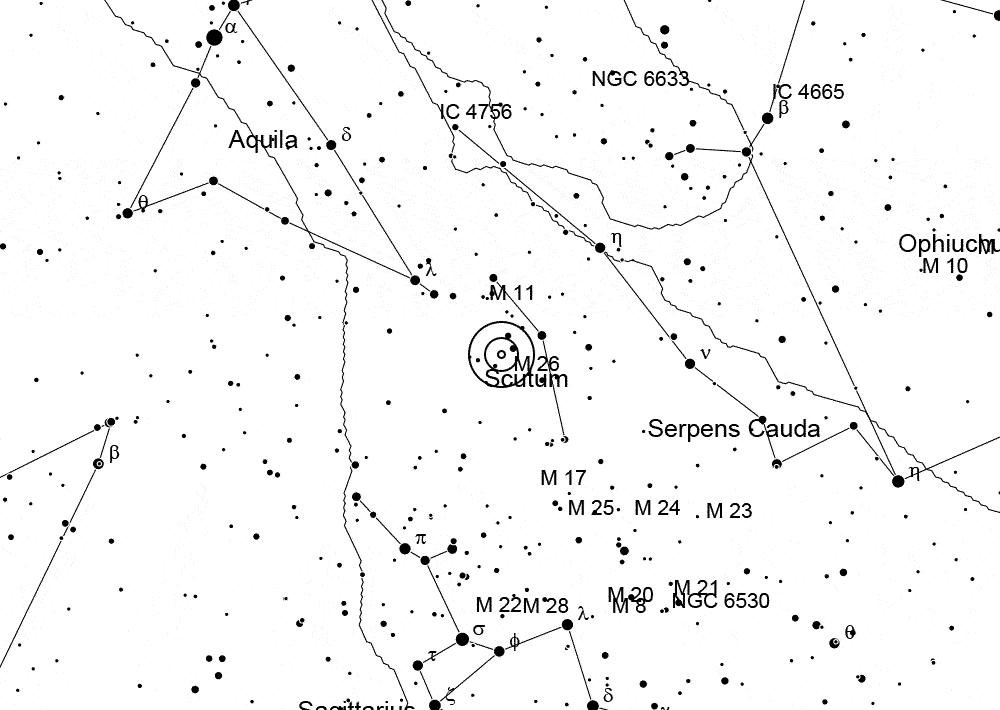 α
NGC 6633
IC 4665
β
IC 4756
Aquila
δ
θ
η
Ophiuchu
M
M 10
λ
M 11
ν
M 26
Scutum
Serpens Cauda
β
η
M 17
M 25
M 24
M 23
π
M 21
M 20
NGC 6530
M 22
M 28
M 8
λ
σ
θ
φ
τ
ζ
δ
Sagittarius